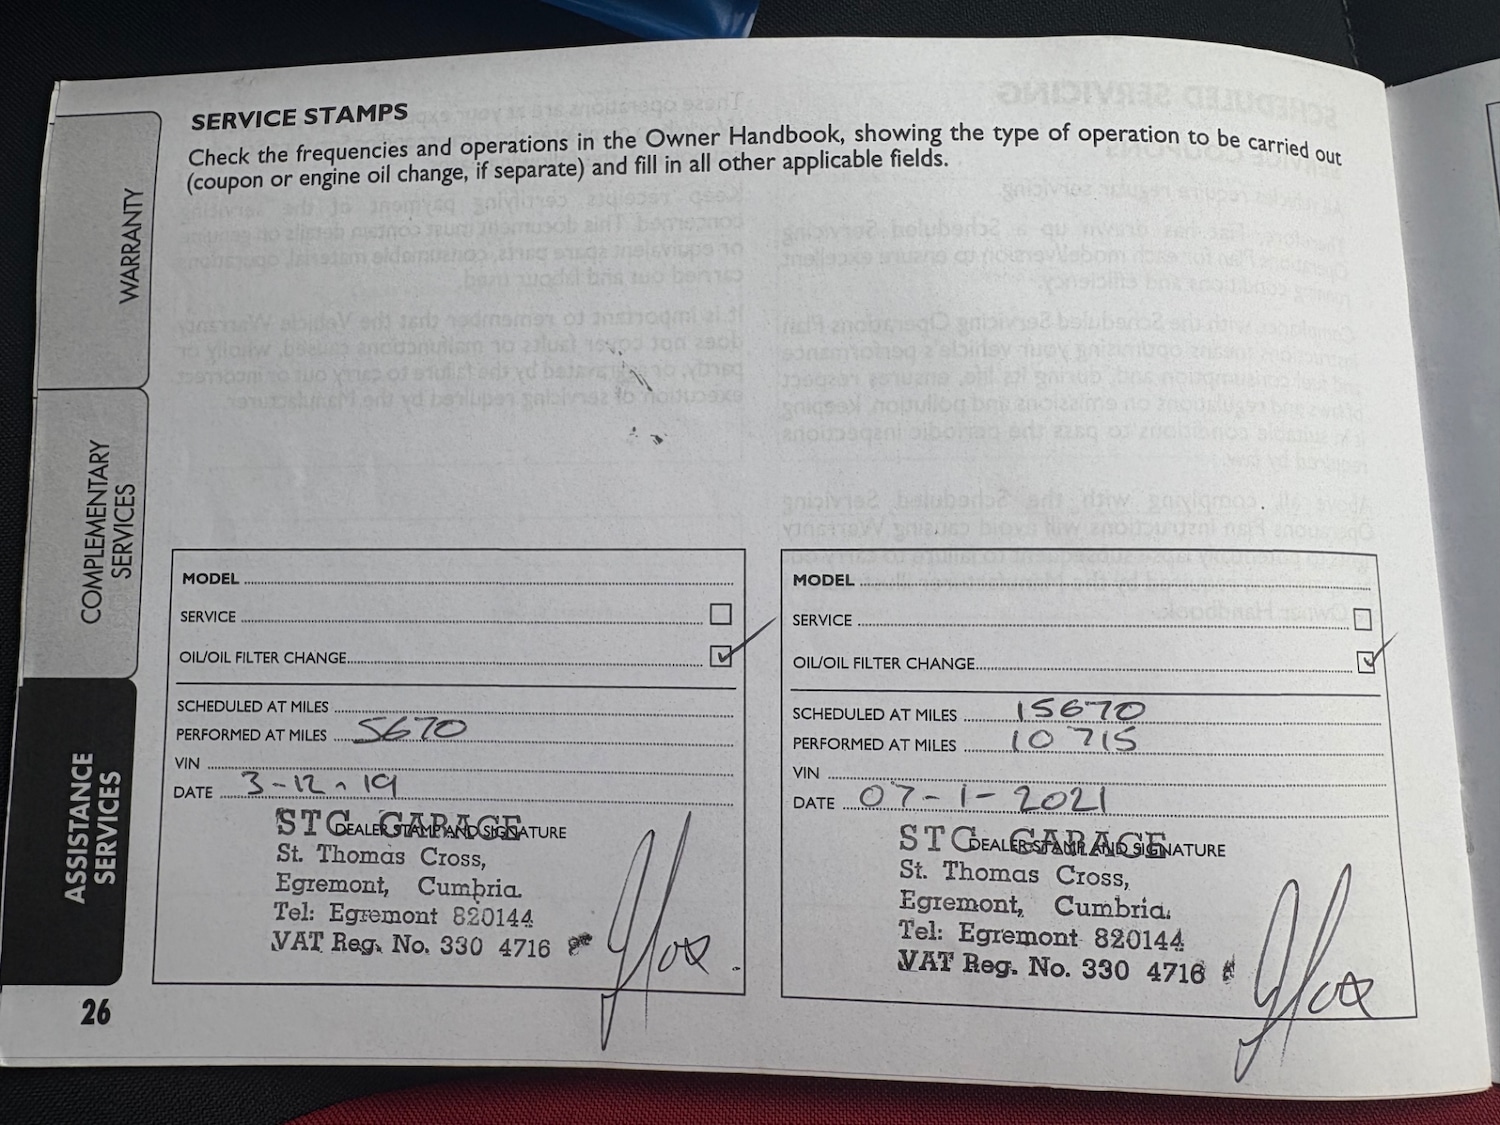 SERVICE STAMPS
Check the frequencies and operations in the Owner Handbook, showing the type of operation to be carried out
(coupon or engine oil change, if separate) and fill in all other applicable fields.
WARRANTY
COMPLEMENTARY
SERVICES
ASSISTANCE
SERVICES
26
MODEL
SERVICE
OIL/OIL FILTER CHANGE
SCHEDULED AT MILES
PERFORMED AT MILES 5670
VIN
DATE 3-12-19
DEALER STAMP AND SIGNATURE
STG GARAGE
St. Thomas Cross,
Egremont, Cumbria.
Tel: Egremont 820144
VAT Reg. No. 330 4716
MODEL
SERVICE
OIL/OIL FILTER CHANGE
SCHEDULED AT MILES 15670
PERFORMED AT MILES 10 715
VIN
DATE 07-1-2021
DEALER STAMP AND SIGNATURE
STG GARAGE
St. Thomas Cross,
Egremont, Cumbria.
Tel: Egremont 820144
VAT Reg. No. 330 4716